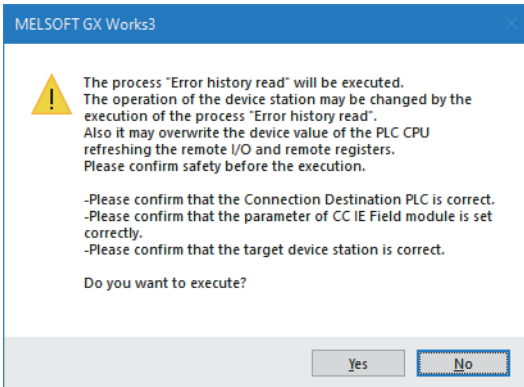 MELSOFT GX Works3
The process "Error history read" will be executed.
The operation of the device station may be changed by the
execution of the process "Error history read".
Also it may overwrite the device value of the PLC CPU
refreshing the remote I/O and remote registers.
Please confirm safety before the execution.
-Please confirm that the Connection Destination PLC is correct.
-Please confirm that the parameter of CC IE Field module is set
correctly.
-Please confirm that the target device station is correct.
Do you want to execute?
Yes No